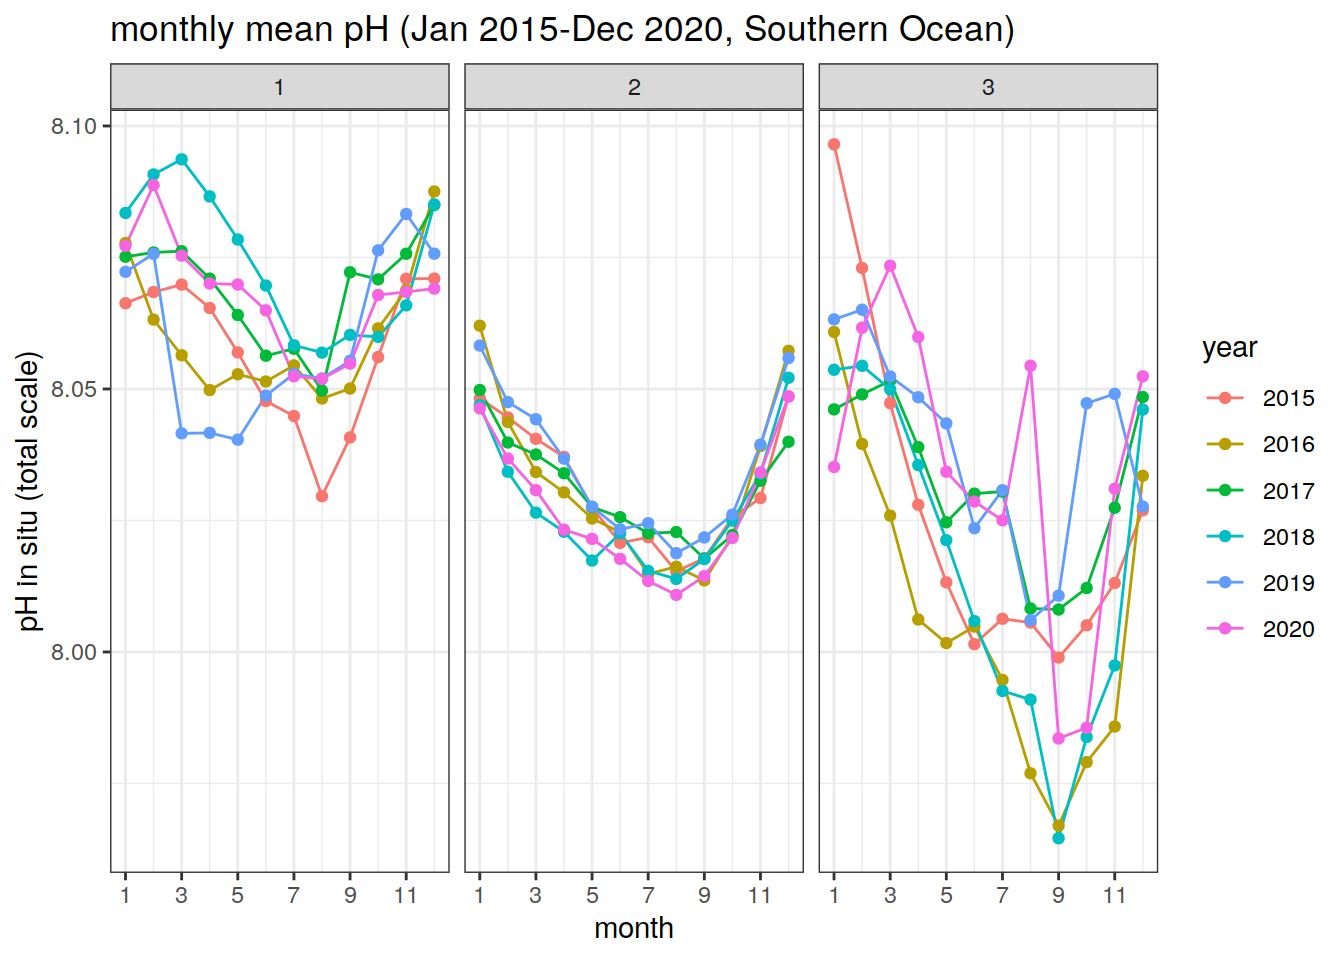 monthly mean pH (Jan 2015-Dec 2020, Southern Ocean)
1 2 3
8.10
8.05
8.00
pH in situ (total scale)
1 3 5 7 9 11 1 3 5 7 9 11 1 3 5 7 9 11
month
year
2015
2016
2017
2018
2019
2020